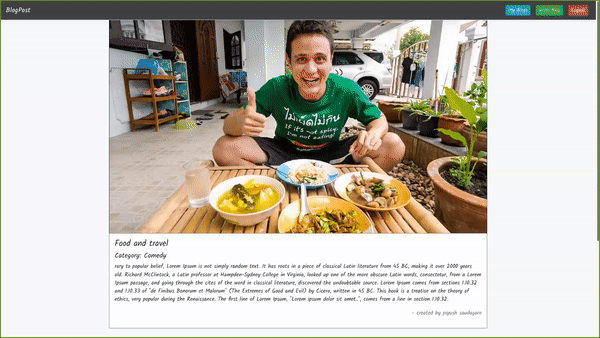 BlogPost
Logout
ไม่เผ็ดไม่กิน
if it's not spicy,
i'm not eating!
Food and travel
Category: Comedy
rary to popular belief, Lorem Ipsum is not simply random text. It has roots in a piece of classical Latin literature from 45 BC, making it over 2000 years
old. Richard McClintock, a Latin professor at Hampden-Sydney College in Virginia, looked up one of the more obscure Latin words, consectetur, from a Lorem
Ipsum passage, and going through the cites of the word in classical literature, discovered the undoubtable source. Lorem Ipsum comes from sections 1.10.32
and 1.10.33 of "de Finibus Bonorum et Malorum" (The Extremes of Good and Evil) by Cicero, written in 45 BC. This book is a treatise on the theory of
ethics, very popular during the Renaissance. The first line of Lorem Ipsum, "Lorem ipsum dolor sit amet..", comes from a line in section 1.10.32.
- created by piyush